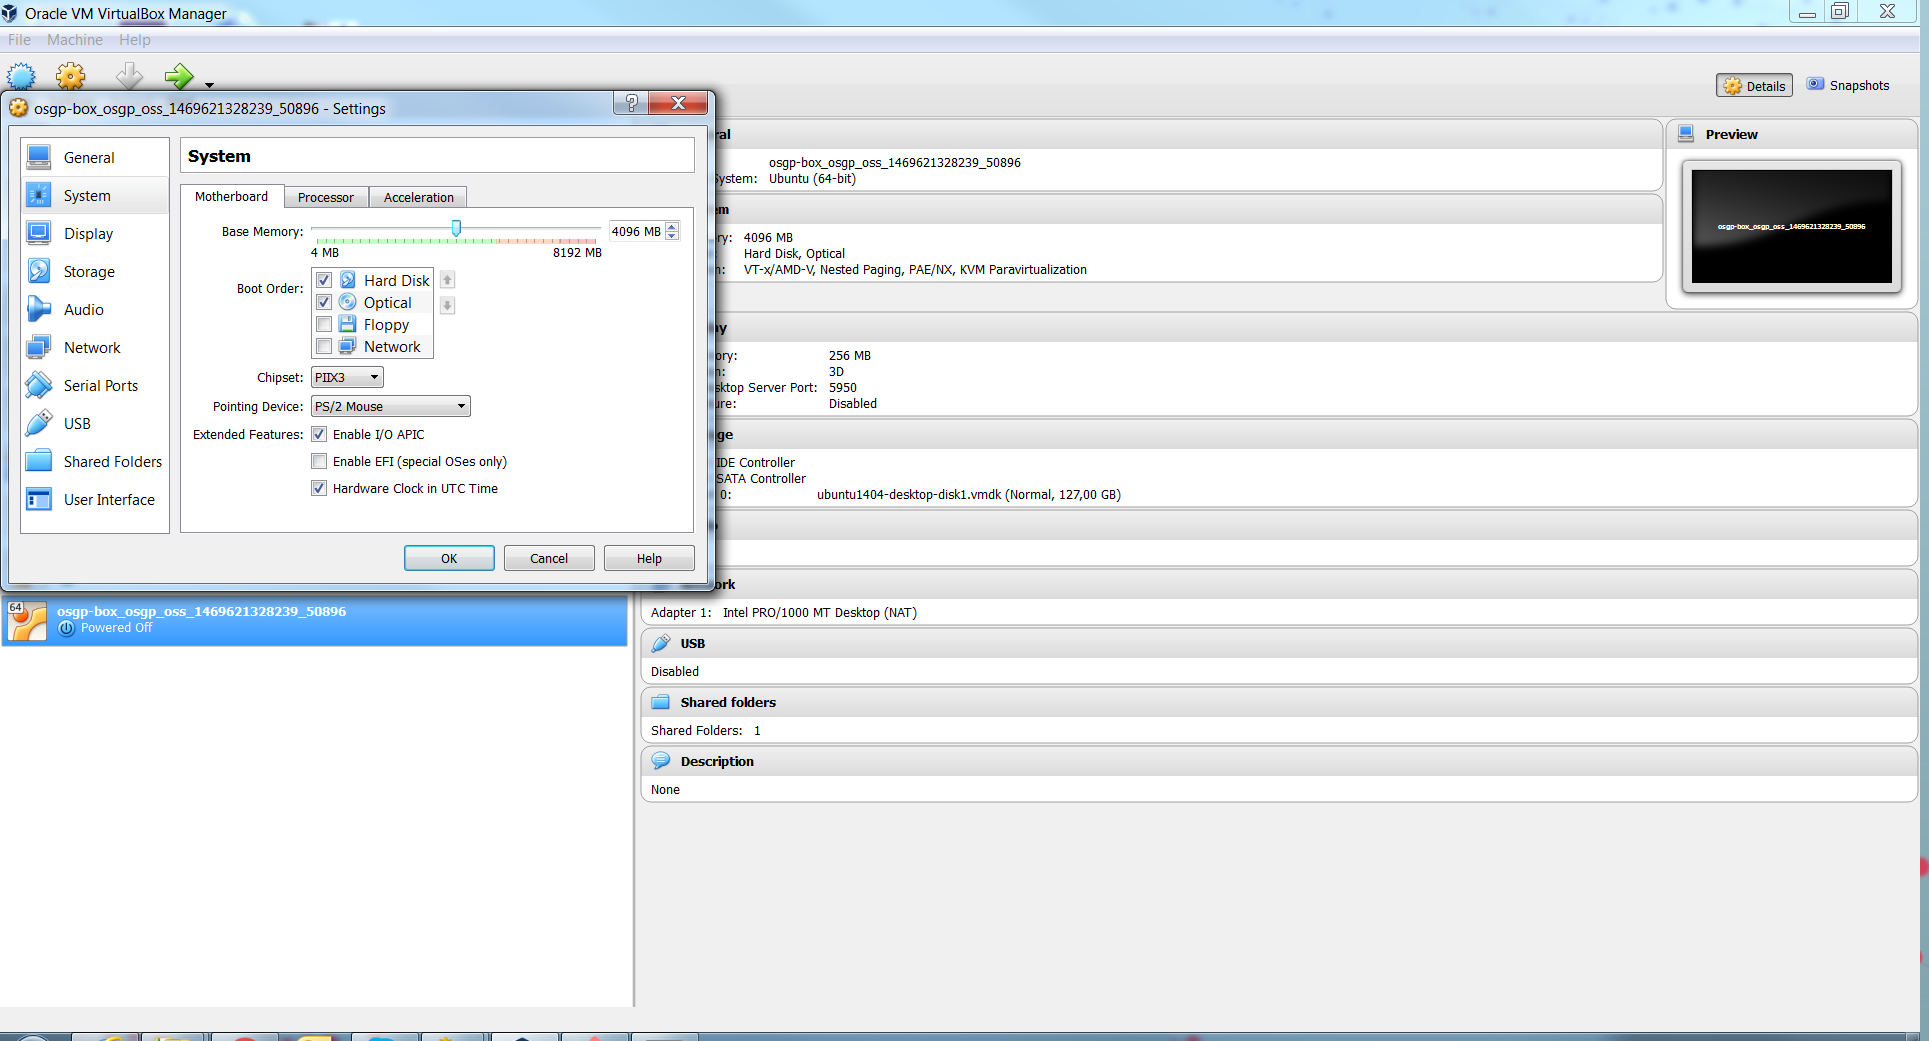 Oracle VM VirtualBox Manager
File Machine Help
Details Snapshots
osgp-box_osgp_oss_1469621328239_50896 - Settings
General
System
Display
Storage
Audio
Network
Serial Ports
USB
Shared Folders
User Interface
System
Motherboard Processor Acceleration
Base Memory: 4096 MB
4 MB 8192 MB
Boot Order: Hard Disk
Optical
Floppy
Network
Chipset: PIIX3
Pointing Device: PS/2 Mouse
Extended Features: Enable I/O APIC
Enable EFI (special OSes only)
Hardware Clock in UTC Time
OK Cancel Help
64
osgp-box_osgp_oss_1469621328239_50896
Powered Off
ral
osgp-box_osgp_oss_1469621328239_50896
System: Ubuntu (64-bit)
em
ry: 4096 MB
Hard Disk, Optical
n: VT-x/AMD-V, Nested Paging, PAE/NX, KVM Paravirtualization
Preview
osgp-box_osgp_oss_1469621328239_50896
ay
ory: 256 MB
n: 3D
sktop Server Port: 5950
ure: Disabled
ge
IDE Controller
SATA Controller
0: ubuntu1404-desktop-disk1.vmdk (Normal, 127,00 GB)
o
ork
Adapter 1: Intel PRO/1000 MT Desktop (NAT)
USB
Disabled
Shared folders
Shared Folders: 1
Description
None